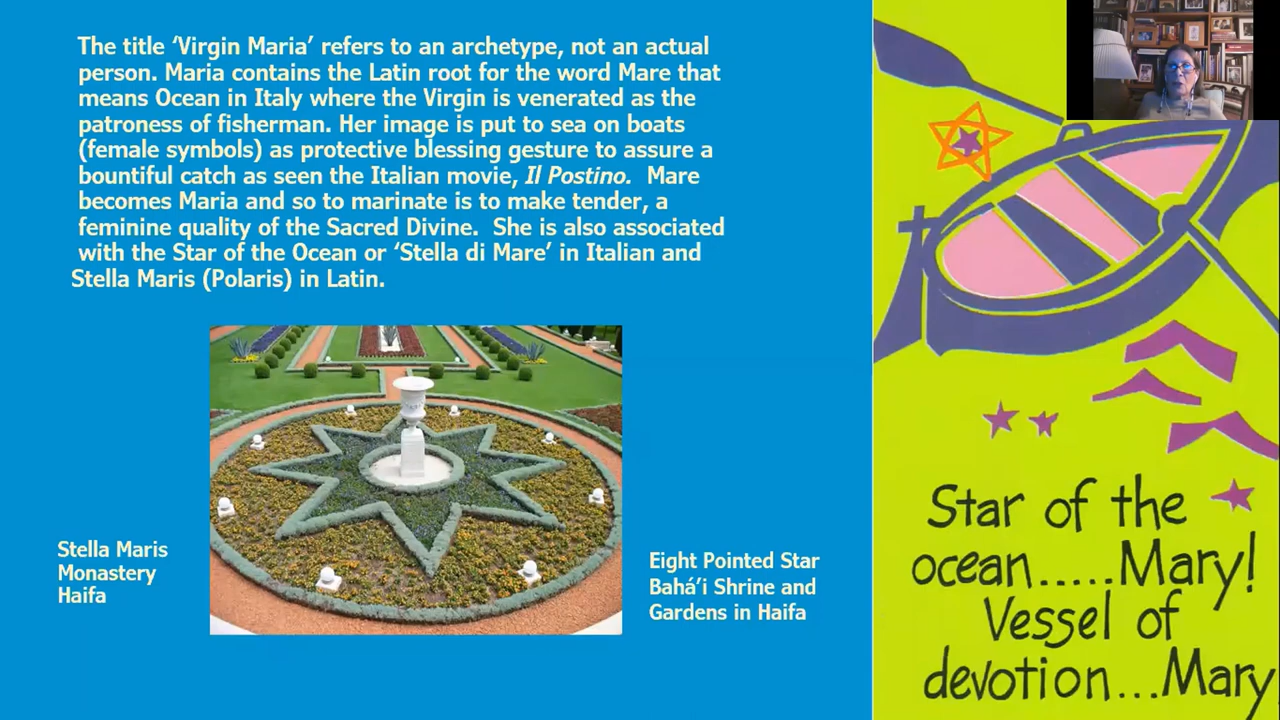 The title ‘Virgin Maria’ refers to an archetype, not an actual
person. Maria contains the Latin root for the word Mare that
means Ocean in Italy where the Virgin is venerated as the
patroness of fisherman. Her image is put to sea on boats
(female symbols) as protective blessing gesture to assure a
bountiful catch as seen the Italian movie, Il Postino. Mare
becomes Maria and so to marinate is to make tender, a
feminine quality of the Sacred Divine. She is also associated
with the Star of the Ocean or ‘Stella di Mare’ in Italian and
Stella Maris (Polaris) in Latin.
Stella Maris
Monastery
Haifa
Eight Pointed Star
Bahá’i Shrine and
Gardens in Haifa
Star of the
ocean.....Mary!
Vessel of
devotion...Mary